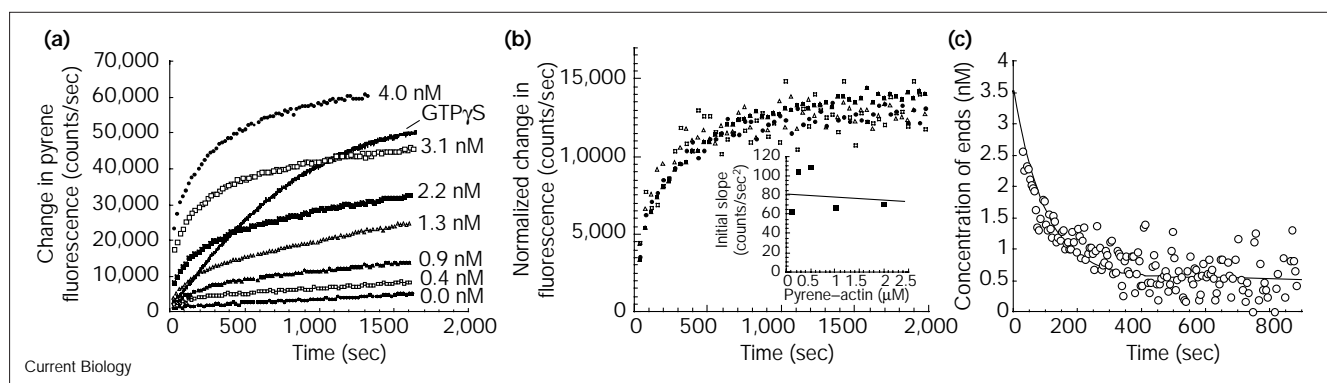 (a)
Change in pyrene
fluorescence (counts/sec)
70,000
60,000
50,000
40,000
30,000
20,000
10,000
0
4.0 nM
GTPγS
3.1 nM
2.2 nM
1.3 nM
0.9 nM
0.4 nM
0.0 nM
0 500 1,000 1,500 2,000
Time (sec)
Current Biology
(b)
Normalized change in
fluorescence (counts/sec)
15,000
1,0000
5,000
0
0 500 1,000 1,500 2,000
Time (sec)
Initial slope
(counts/sec²)
120
100
80
60
40
20
0
0 0.5 1 1.5 2 2.5
Pyrene–actin (μM)
(c)
Concentration of ends (nM)
4
3.5
3
2.5
2
1.5
1
0.5
0
0 200 400 600 800
Time (sec)